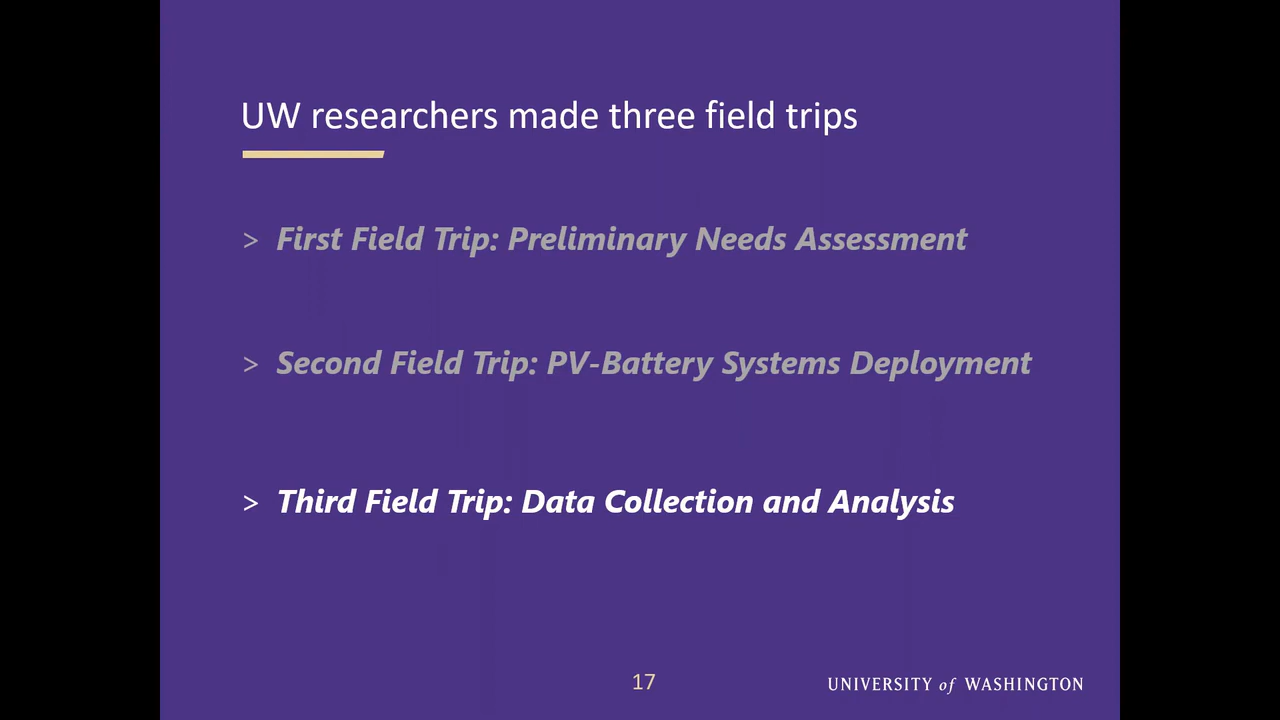 UW researchers made three field trips
> First Field Trip: Preliminary Needs Assessment
> Second Field Trip: PV-Battery Systems Deployment
> Third Field Trip: Data Collection and Analysis
17
UNIVERSITY of WASHINGTON